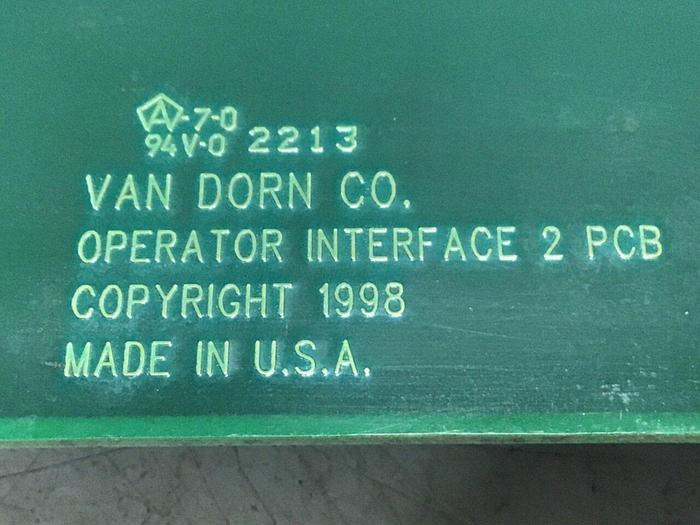 A-7-0
94V-0 2213
VAN DORN CO.
OPERATOR INTERFACE 2 PCB
COPYRIGHT 1998
MADE IN U.S.A.